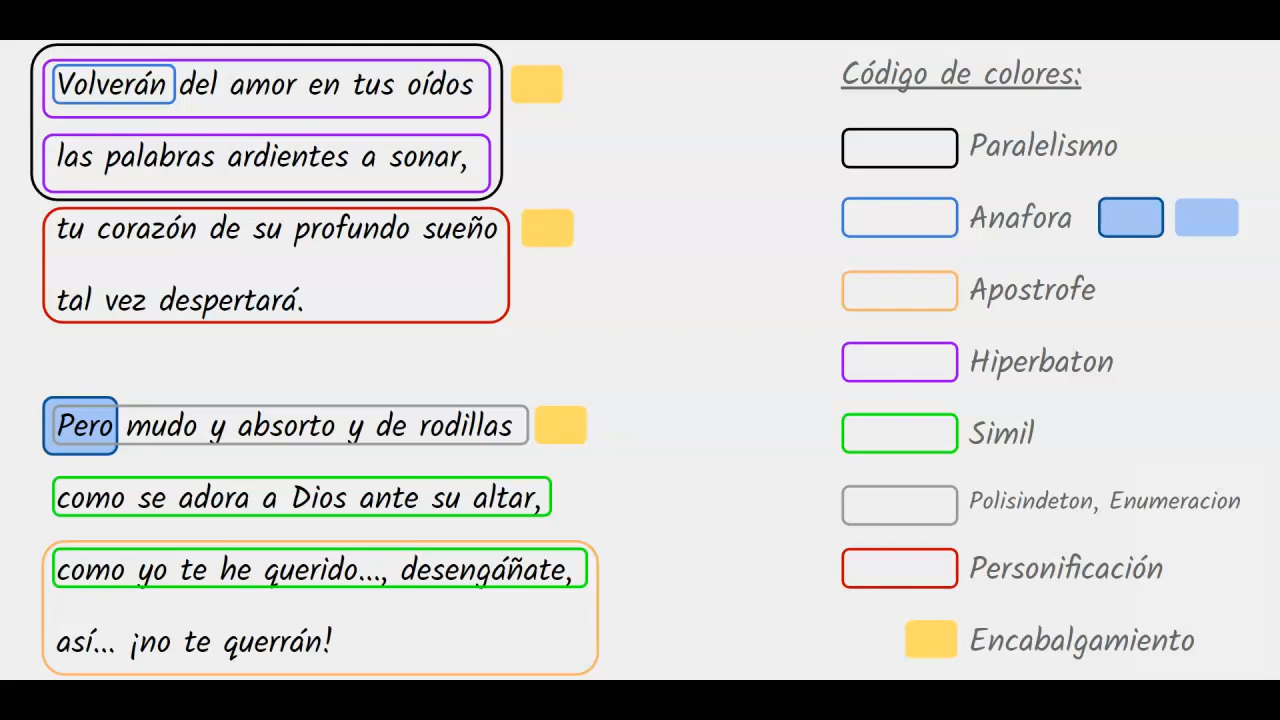 Volverán del amor en tus oídos
las palabras ardientes a sonar,
tu corazón de su profundo sueño
tal vez despertará.
Pero mudo y absorto y de rodillas
como se adora a Dios ante su altar,
como yo te he querido..., desengáñate,
así... ¡no te querrán!
Código de colores:
Paralelismo
Anafora
Apostrofe
Hiperbaton
Simil
Polisindeton, Enumeracion
Personificación
Encabalgamiento